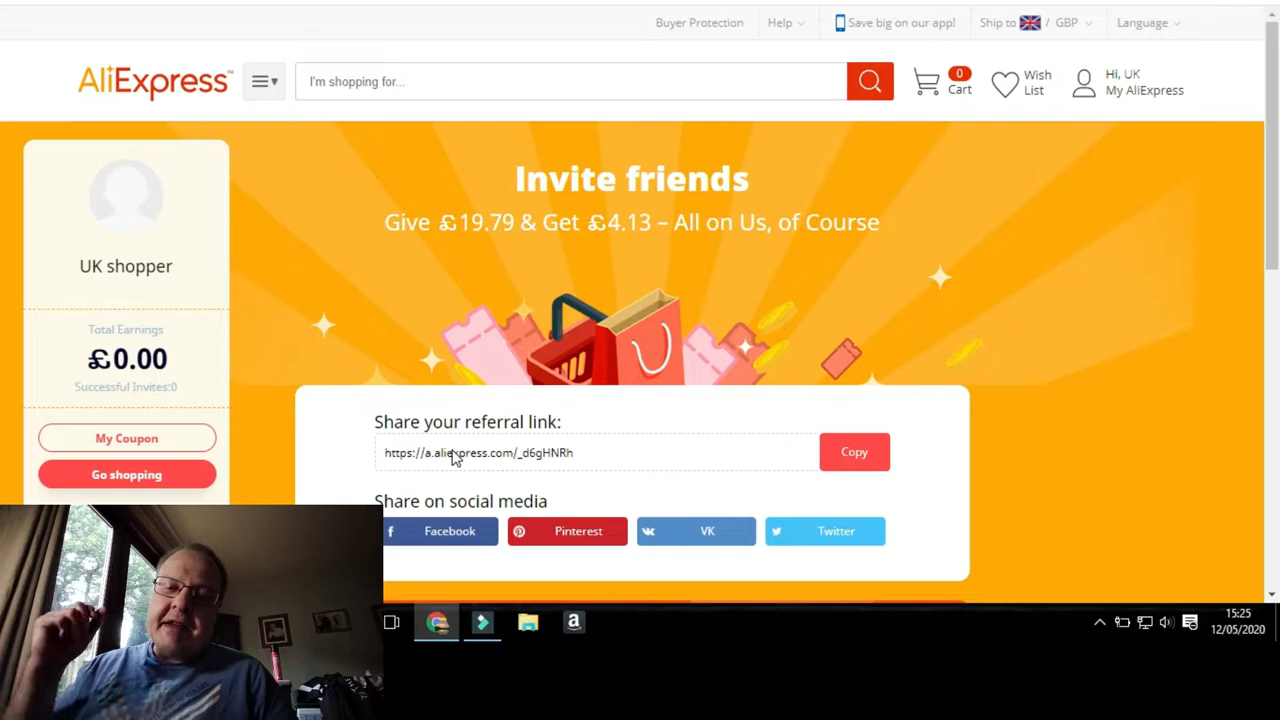 Buyer Protection
Help
Save big on our app!
Ship to / GBP
Language
AliExpress™
I'm shopping for...
0
Cart
Wish
List
Hi, UK
My AliExpress
Invite friends
Give £19.79 & Get £4.13 – All on Us, of Course
UK shopper
Total Earnings
£0.00
Successful Invites:0
My Coupon
Go shopping
Share your referral link:
https://a.aliexpress.com/_d6gHNRh
Copy
Share on social media
Facebook
Pinterest
VK
Twitter
15:25
12/05/2020